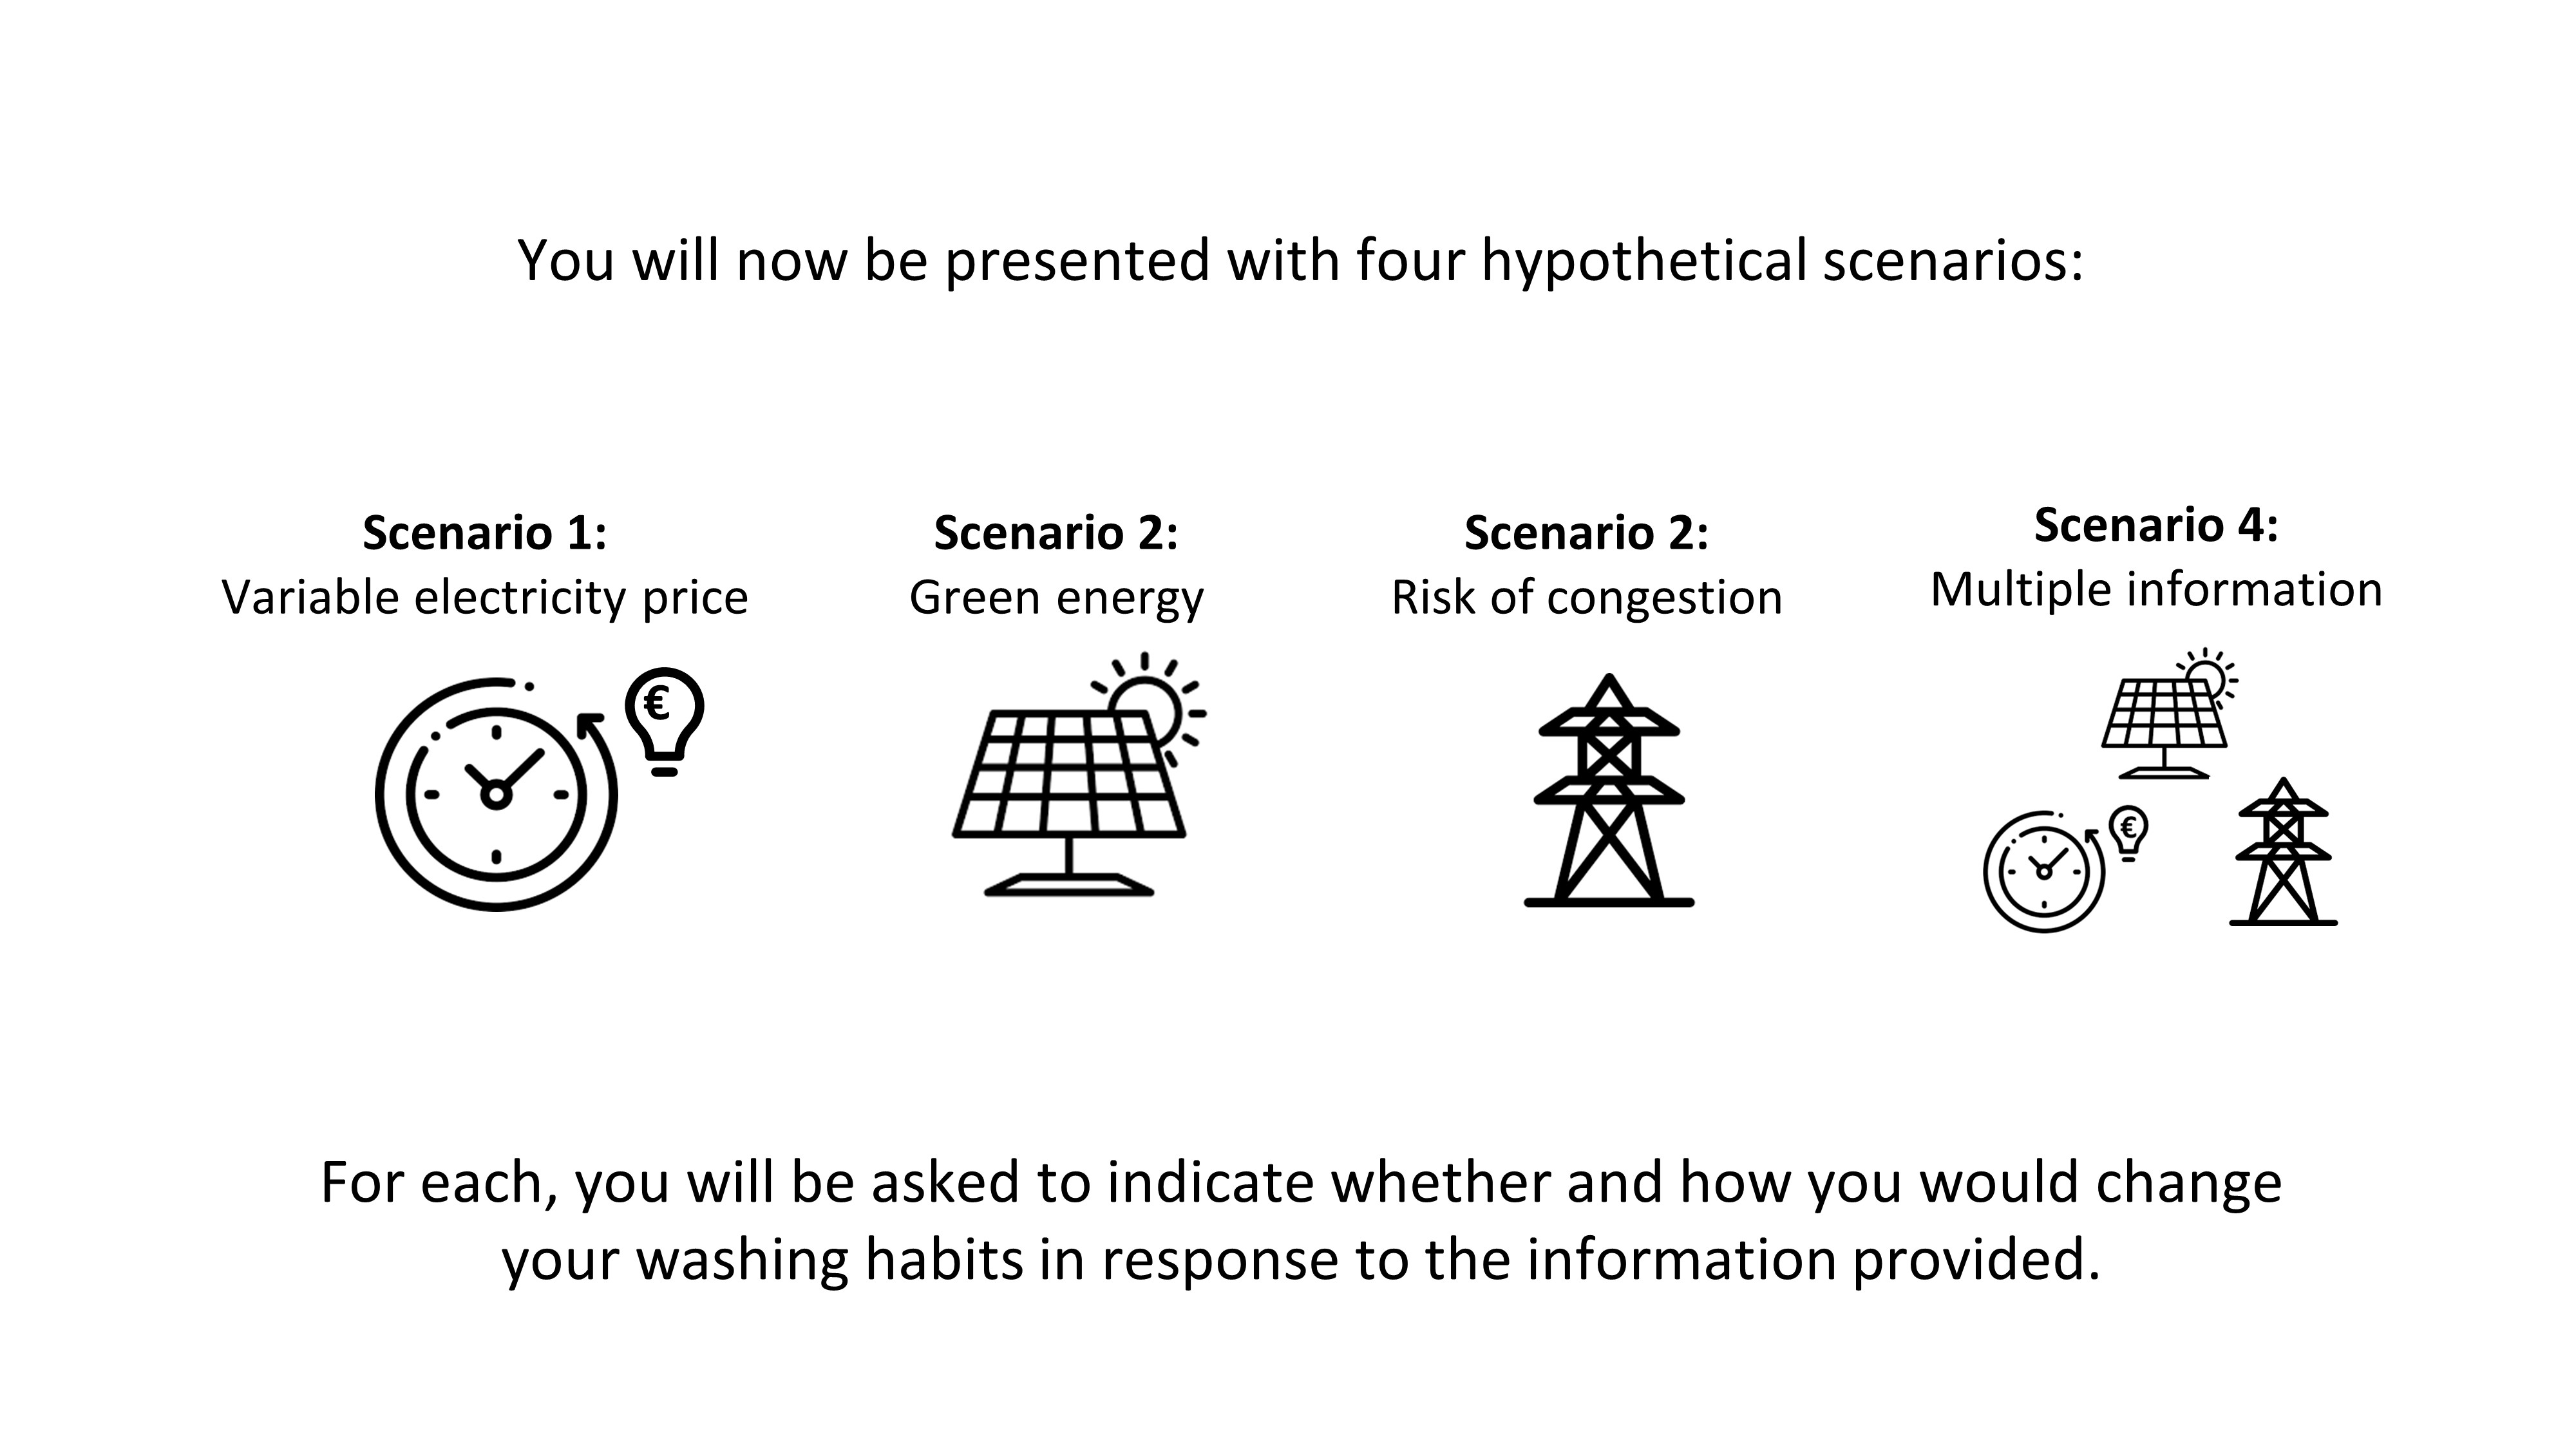 You will now be presented with four hypothetical scenarios:
Scenario 1:
Variable electricity price
€
Scenario 2:
Green energy
Scenario 2:
Risk of congestion
Scenario 4:
Multiple information
€
For each, you will be asked to indicate whether and how you would change
your washing habits in response to the information provided.